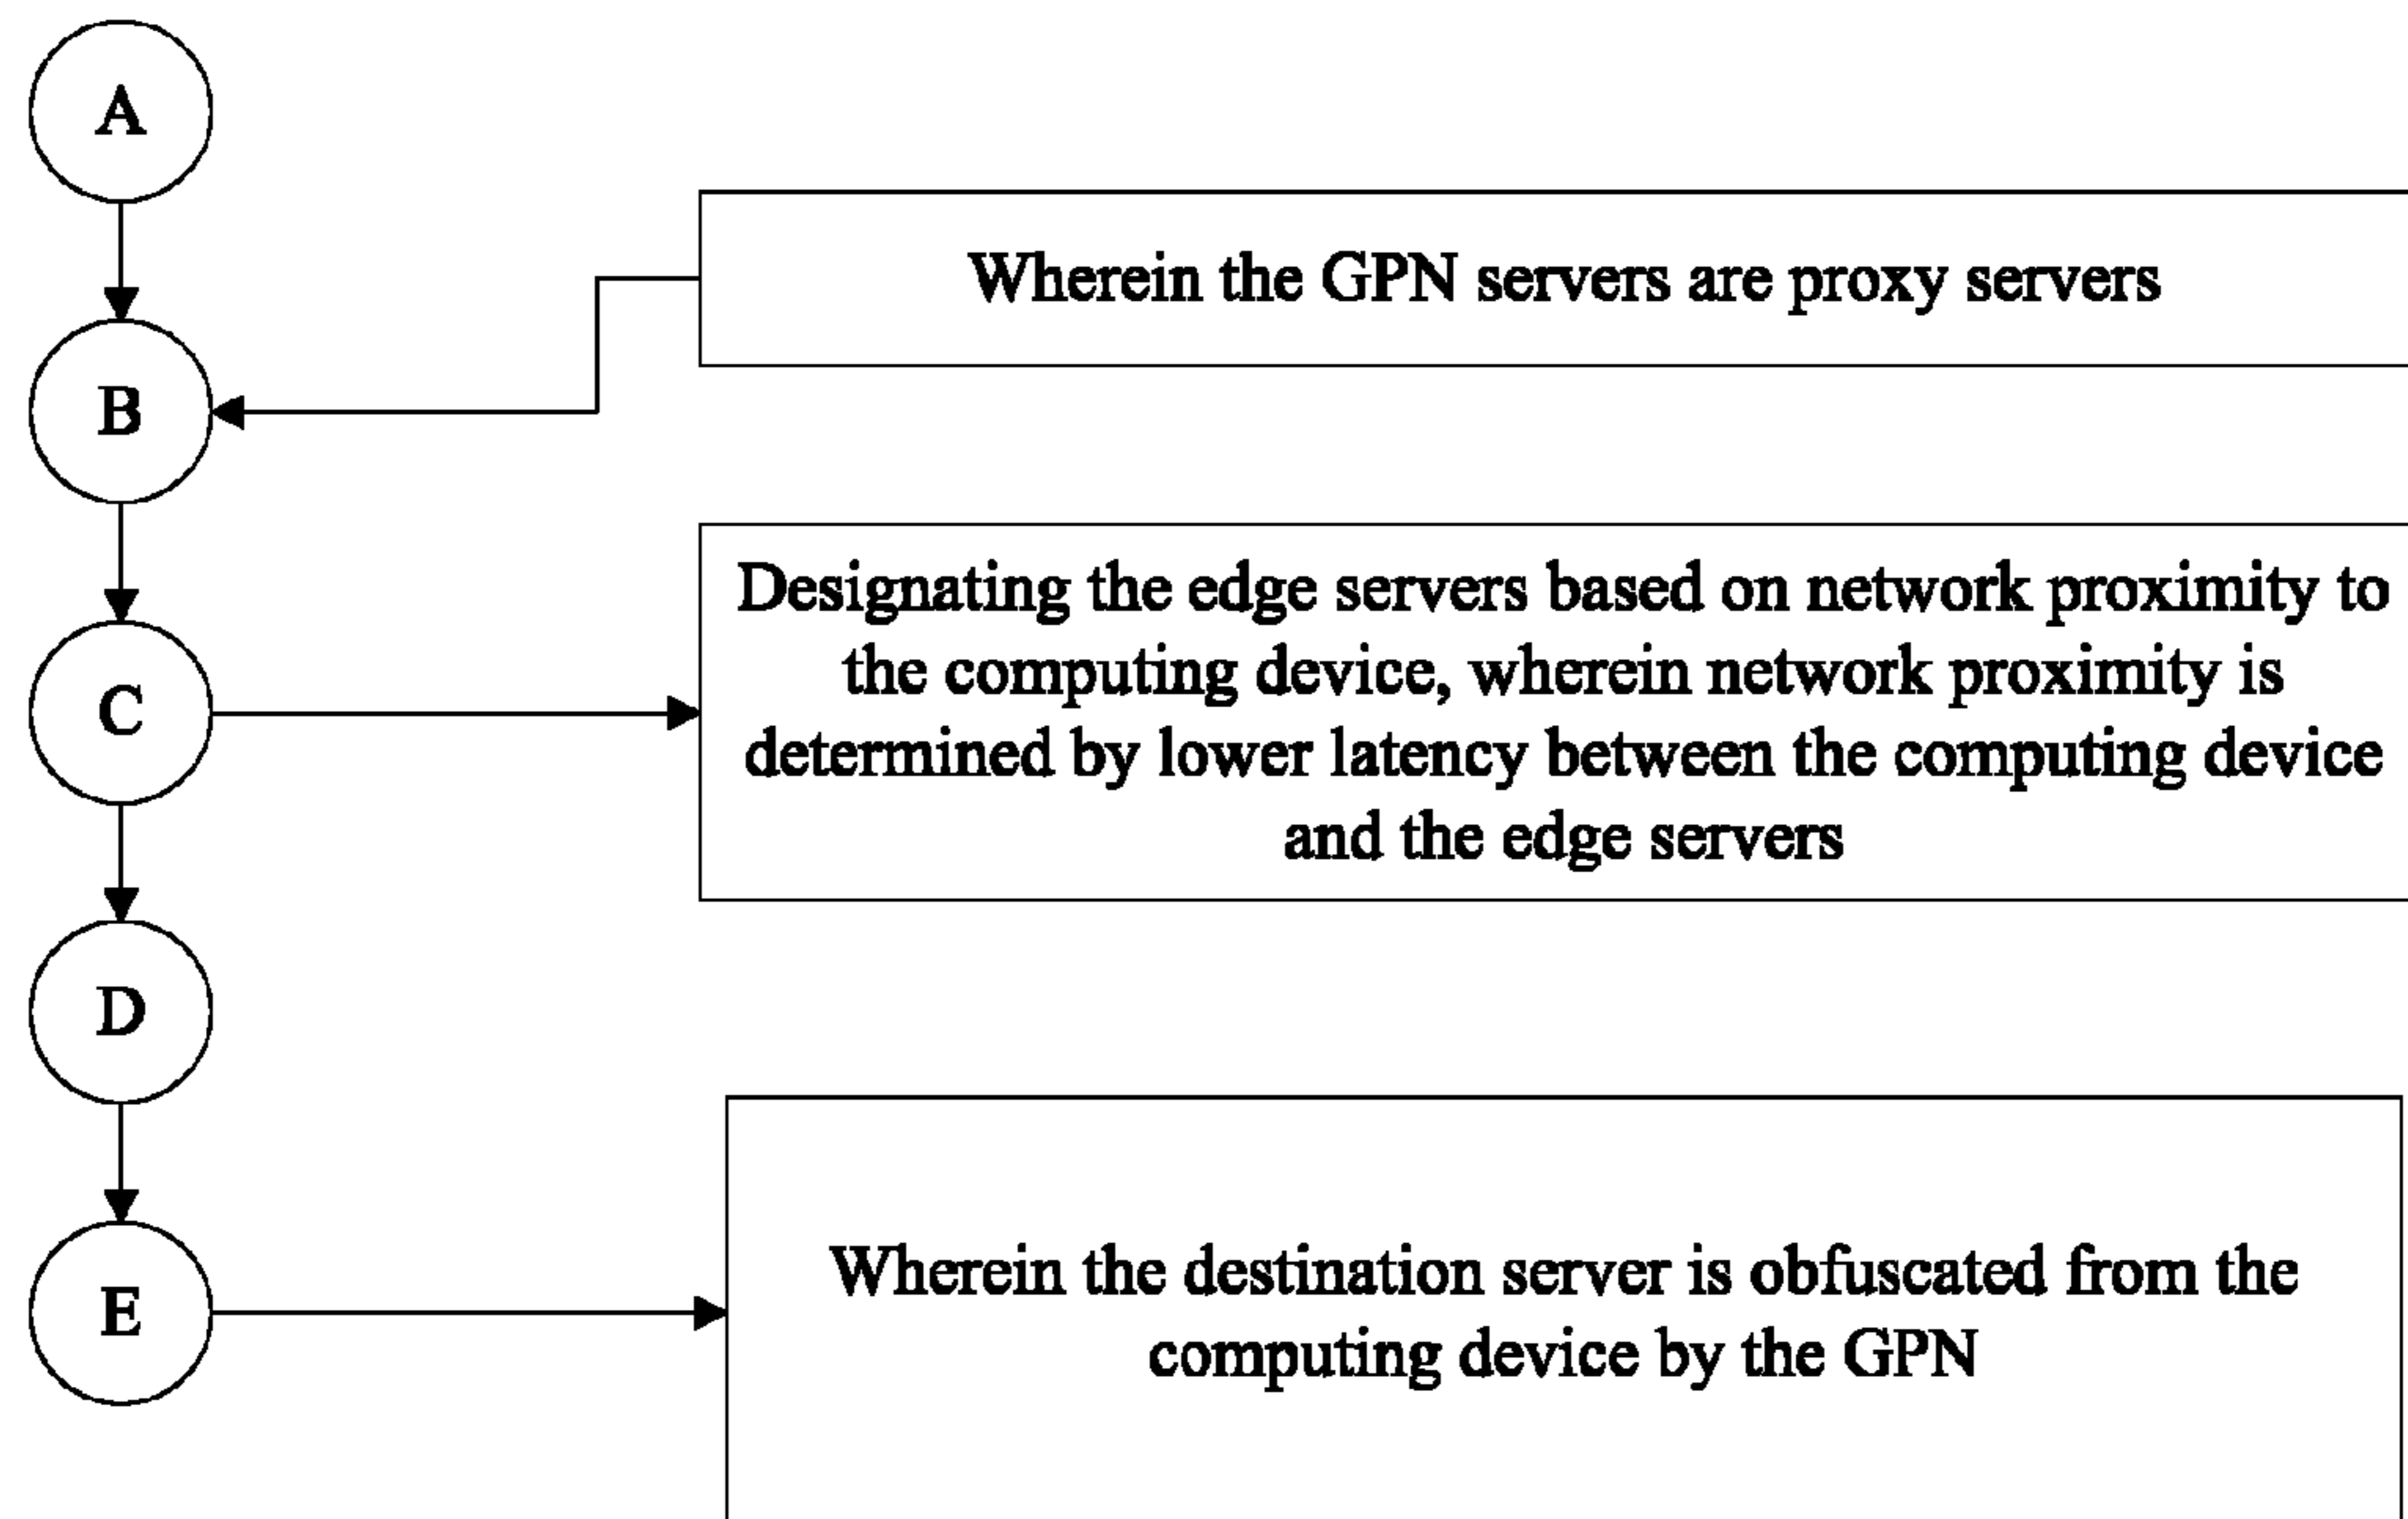 A
Wherein the GPN servers are proxy servers
B
Designating the edge servers based on network proximity to
the computing device, wherein network proximity is
determined by lower latency between the computing device
and the edge servers
C
D
Wherein the destination server is obfuscated from the
computing device by the GPN
E